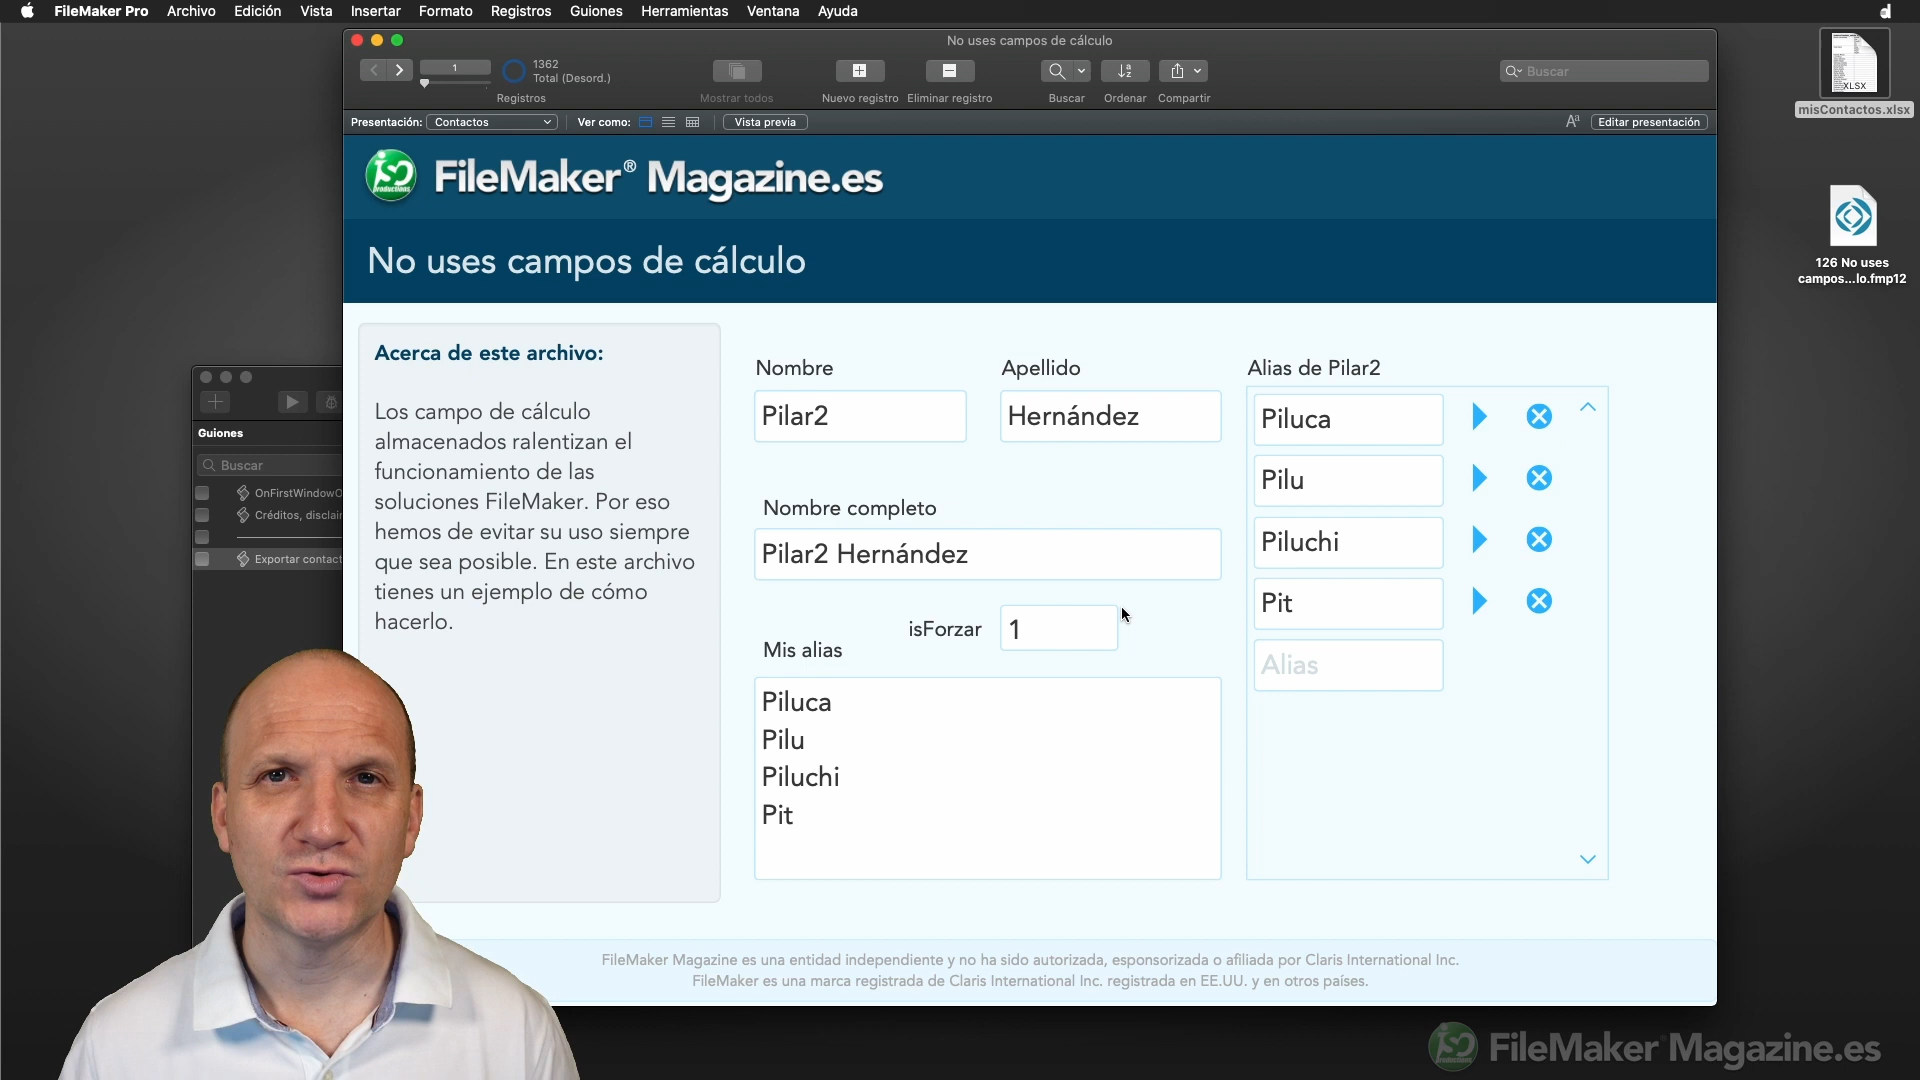 FileMaker Pro Archivo Edición Vista Insertar Formato Registros Guiones Herramientas Ventana Ayuda
No uses campos de cálculo
1
1362
Total (Desord.)
Registros
Mostrar todos
Nuevo registro
Eliminar registro
Buscar
Ordenar
Compartir
Buscar
Presentación: Contactos
Ver como:
Vista previa
Editar presentación
XLSX
misContactos.xlsx
126 No uses
campos...lo.fmp12
iso
productions
FileMaker® Magazine.es
No uses campos de cálculo
Acerca de este archivo:
Los campo de cálculo
almacenados ralentizan el
funcionamiento de las
soluciones FileMaker. Por eso
hemos de evitar su uso siempre
que sea posible. En este archivo
tienes un ejemplo de cómo
hacerlo.
Guiones
Buscar
OnFirstWindowO
Créditos, disclai
Exportar contact
Nombre
Pilar2
Apellido
Hernández
Nombre completo
Pilar2 Hernández
isForzar
1
Mis alias
Piluca
Pilu
Piluchi
Pit
Alias de Pilar2
Piluca
Pilu
Piluchi
Pit
Alias
FileMaker Magazine es una entidad independiente y no ha sido autorizada, esponsorizada o afiliada por Claris International Inc.
FileMaker es una marca registrada de Claris International Inc. registrada en EE.UU. y en otros países.
iso
productions
FileMaker Magazine.es